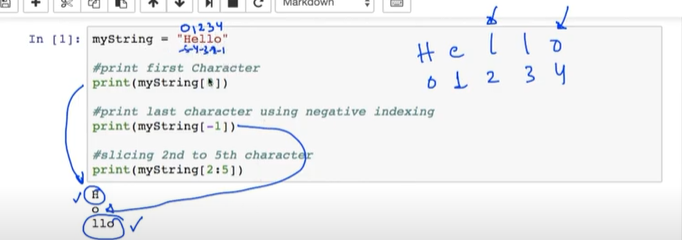 Markdown
0 1 2 3 4
In [1]: myString = "Hello"
-5-4-3-2-1
H e l l o
0 1 2 3 4
#print first Character
print(myString[0])
#print last character using negative indexing
print(myString[-1])
#slicing 2nd to 5th character
print(myString[2:5])
H
o
llo